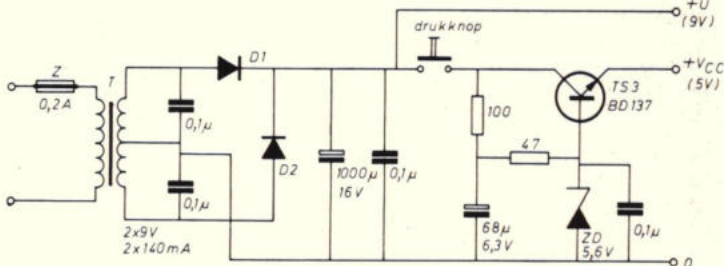 +U
(9V)
drukknop
Z
T
D1
+VCC
(5V)
0,2A
0,1µ
TS3
BD137
100
47
D2
1000µ
16V
0,1µ
0,1µ
68µ
6,3V
ZD
5,6V
0,1µ
2x9V
2x140mA
0